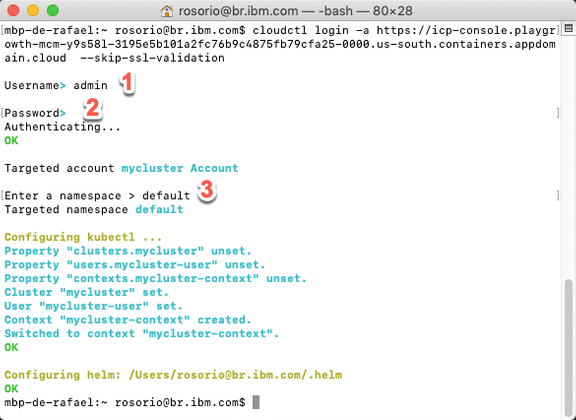 rosorio@br.ibm.com — -bash — 80×28
[mbp-de-rafael:~ rosorio@br.ibm.com$ cloudctl login -a https://icp-console.playgr]
owth-mcm-y9s581-3195e5b101a2fc76b9c4875fb79cfa25-0000.us-south.containers.appdom
ain.cloud  --skip-ssl-validation
Username> admin 1
[Password> 2 ]
Authenticating...
OK
Targeted account mycluster Account
[Enter a namespace > default 3 ]
Targeted namespace default
Configuring kubectl ...
Property "clusters.mycluster" unset.
Property "users.mycluster-user" unset.
Property "contexts.mycluster-context" unset.
Cluster "mycluster" set.
User "mycluster-user" set.
Context "mycluster-context" created.
Switched to context "mycluster-context".
OK
Configuring helm: /Users/rosorio@br.ibm.com/.helm
OK
mbp-de-rafael:~ rosorio@br.ibm.com$